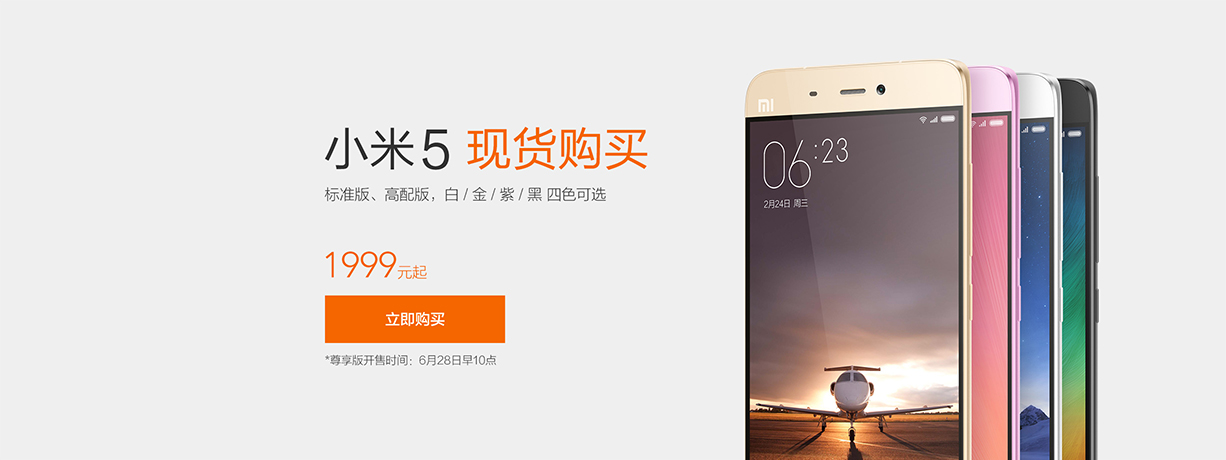 小米5 现货购买
标准版、高配版，白 / 金 / 紫 / 黑 四色可选
1999元起
立即购买
*尊享版开售时间：6月28日早10点
mi
06:23
2月24日 周三